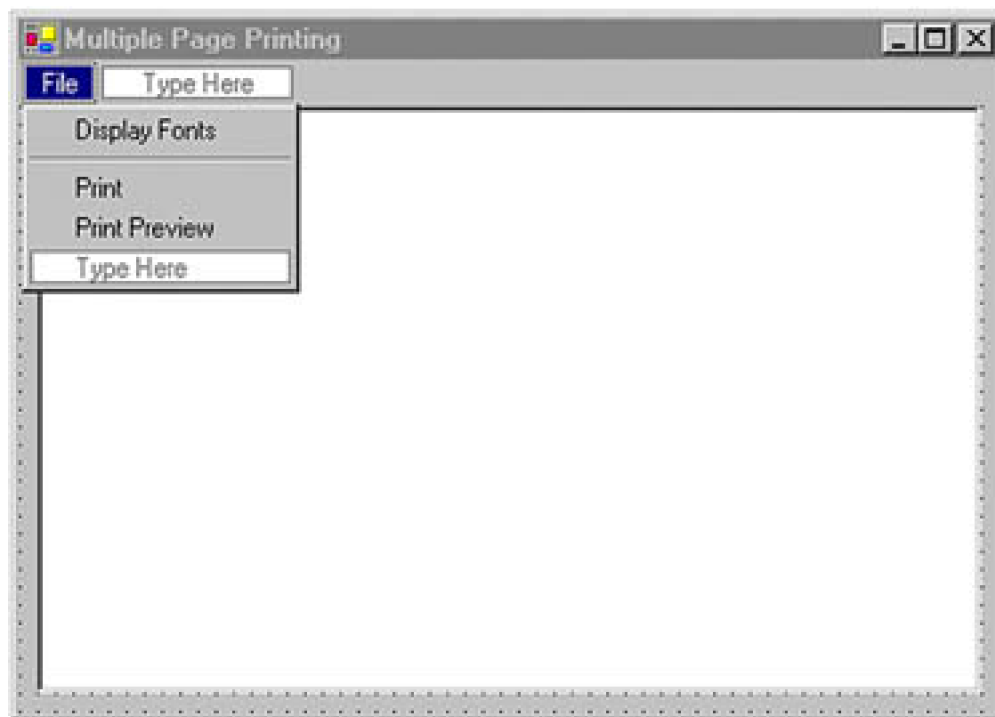 Multiple Page Printing
File Type Here
Display Fonts
Print
Print Preview
Type Here